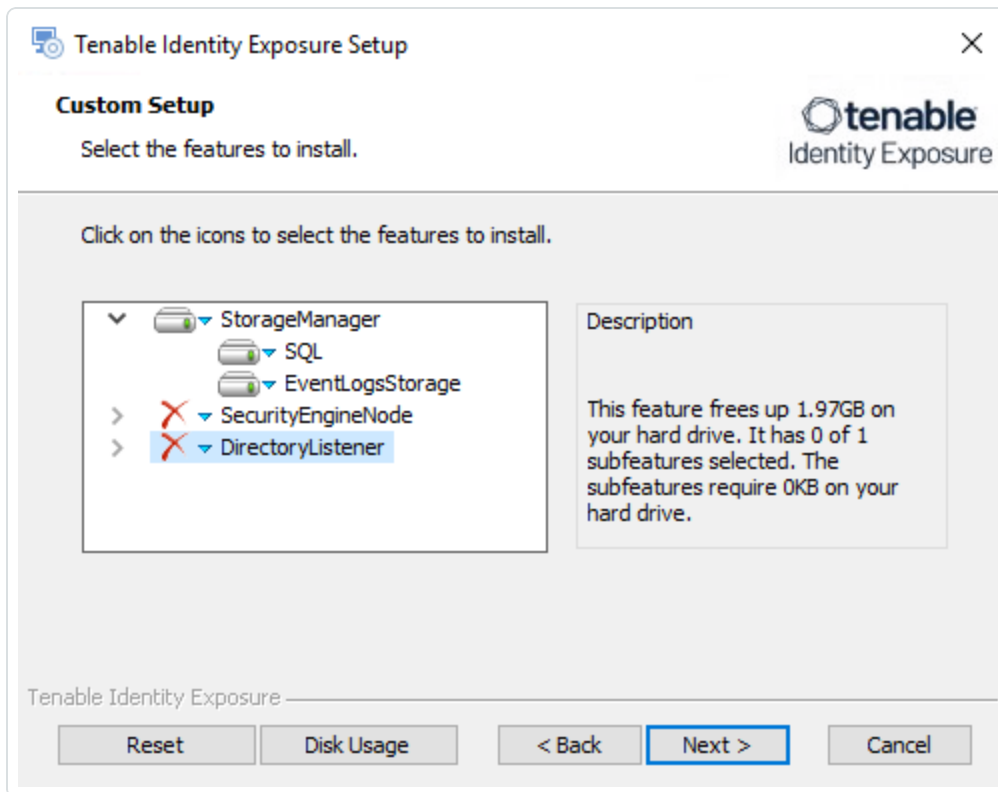 Tenable Identity Exposure Setup
Custom Setup
Select the features to install.
tenable
Identity Exposure
Click on the icons to select the features to install.
StorageManager
SQL
EventLogsStorage
SecurityEngineNode
DirectoryListener
Description
This feature frees up 1.97GB on
your hard drive. It has 0 of 1
subfeatures selected. The
subfeatures require 0KB on your
hard drive.
Tenable Identity Exposure
Reset
Disk Usage
< Back
Next >
Cancel